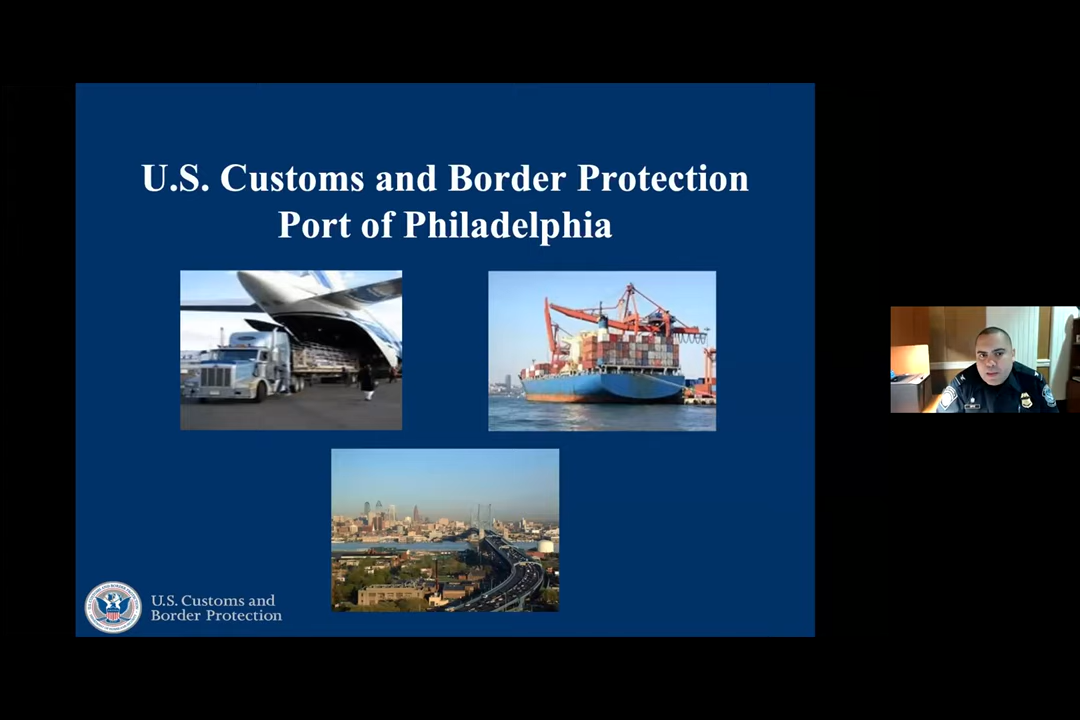 U.S. Customs and Border Protection
Port of Philadelphia
U.S. Customs and
Border Protection